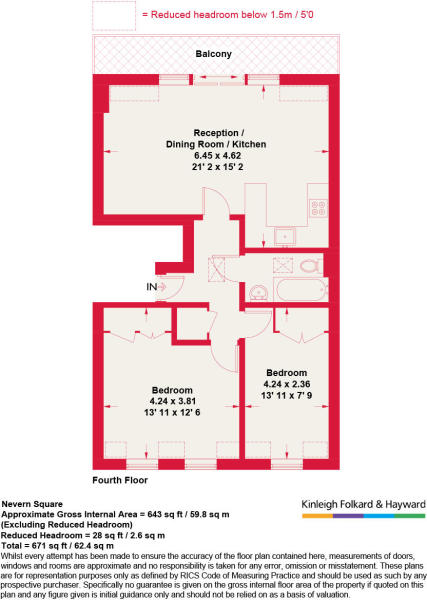 = Reduced headroom below 1.5m / 5'0
Balcony
Reception /
Dining Room / Kitchen
6.45 x 4.62
21' 2 x 15' 2
IN
Bedroom
4.24 x 3.81
13' 11 x 12' 6
Bedroom
4.24 x 2.36
13' 11 x 7' 9
Fourth Floor
Nevern Square
Approximate Gross Internal Area = 643 sq ft / 59.8 sq m
(Excluding Reduced Headroom)
Reduced Headroom = 28 sq ft / 2.6 sq m
Total = 671 sq ft / 62.4 sq m
Kinleigh Folkard & Hayward
Whilst every attempt has been made to ensure the accuracy of the floor plan contained here, measurements of doors,
windows and rooms are approximate and no responsibility is taken for any error, omission or misstatement. These plans
are for representation purposes only as defined by RICS Code of Measuring Practice and should be used as such by any
prospective purchaser. Specifically no guarantee is given on the gross internal floor area of the property if quoted on this
plan and any figure given is initial guidance only and should not be relied on as a basis of valuation.